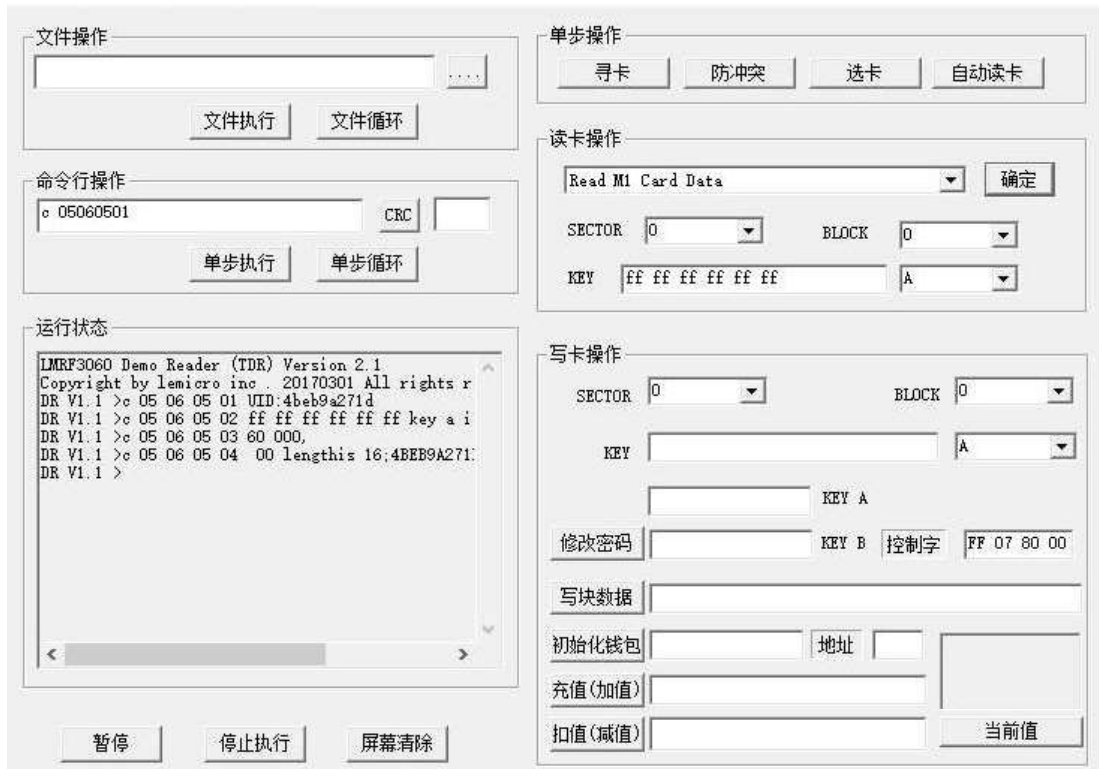 文件操作
....
文件执行 文件循环
命令行操作
c 05060501 CRC
单步执行 单步循环
运行状态
LMRF3060 Demo Reader (TDR) Version 2.1
Copyright by lemicro inc . 20170301 All rights r
DR V1.1 >c 05 06 05 01 UID:4beb9a271d
DR V1.1 >c 05 06 05 02 ff ff ff ff ff ff key a i
DR V1.1 >c 05 06 05 03 60 000,
DR V1.1 >c 05 06 05 04 00 lengthis 16;4BEB9A271
DR V1.1 >
暂停 停止执行 屏幕清除
单步操作
寻卡 防冲突 选卡 自动读卡
读卡操作
Read M1 Card Data 确定
SECTOR 0 BLOCK 0
KEY ff ff ff ff ff ff A
写卡操作
SECTOR 0 BLOCK 0
KEY A
KEY A
修改密码 KEY B 控制字 FF 07 80 00
写块数据
初始化钱包 地址
充值(加值)
扣值(减值) 当前值